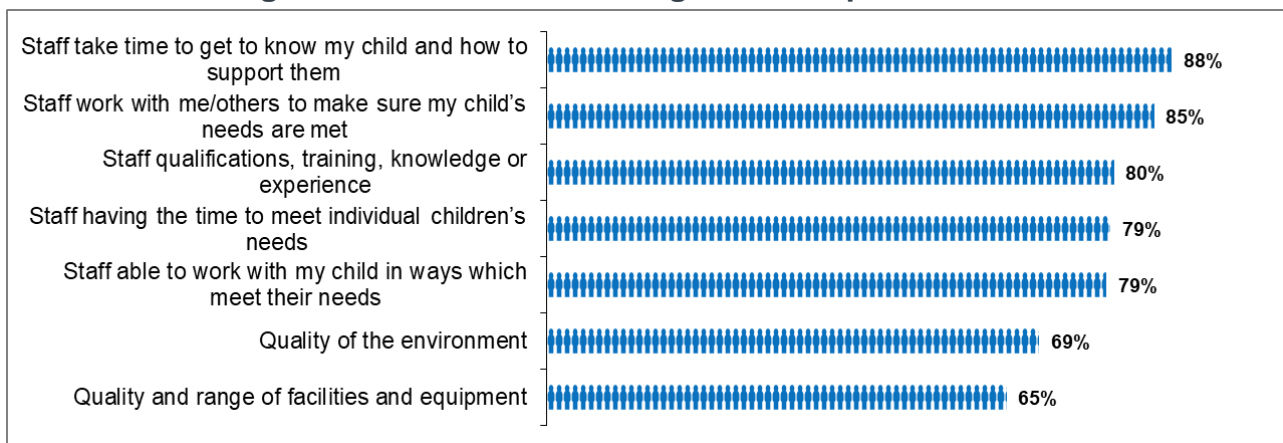 Staff take time to get to know my child and how to
support them
88%
Staff work with me/others to make sure my child's
needs are met
85%
Staff qualifications, training, knowledge or
experience
80%
Staff having the time to meet individual children's
needs
79%
Staff able to work with my child in ways which
meet their needs
79%
Quality of the environment
69%
Quality and range of facilities and equipment
65%